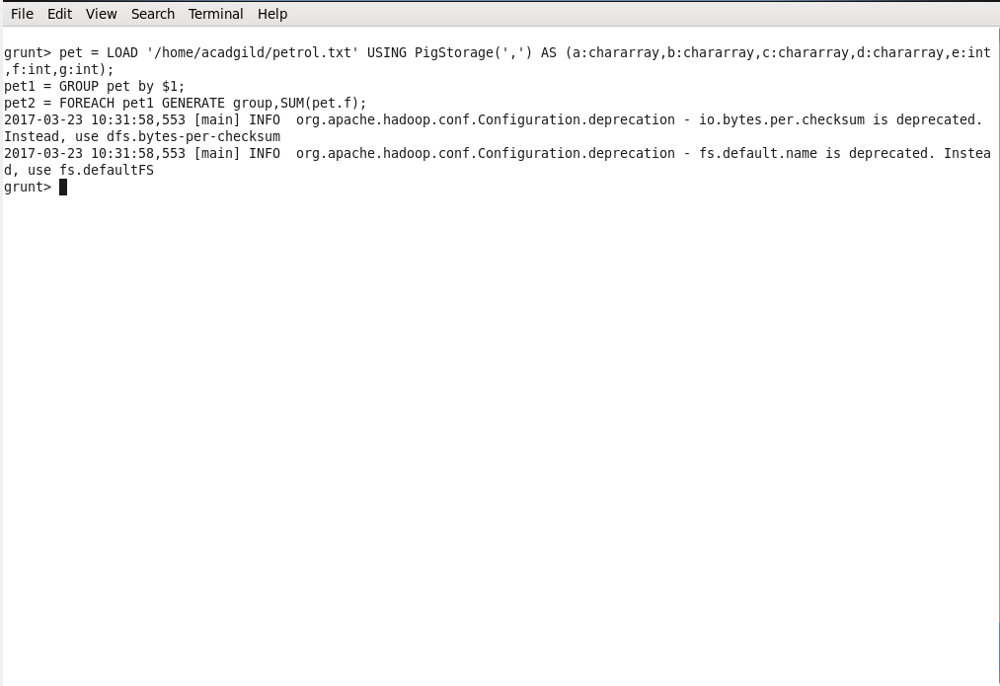 File Edit View Search Terminal Help
grunt> pet = LOAD '/home/acadgild/petrol.txt' USING PigStorage(',') AS (a:chararray,b:chararray,c:chararray,d:chararray,e:int
,f:int,g:int);
pet1 = GROUP pet by $1;
pet2 = FOREACH pet1 GENERATE group,SUM(pet.f);
2017-03-23 10:31:58,553 [main] INFO  org.apache.hadoop.conf.Configuration.deprecation - io.bytes.per.checksum is deprecated.
Instead, use dfs.bytes-per-checksum
2017-03-23 10:31:58,553 [main] INFO  org.apache.hadoop.conf.Configuration.deprecation - fs.default.name is deprecated. Instea
d, use fs.defaultFS
grunt>